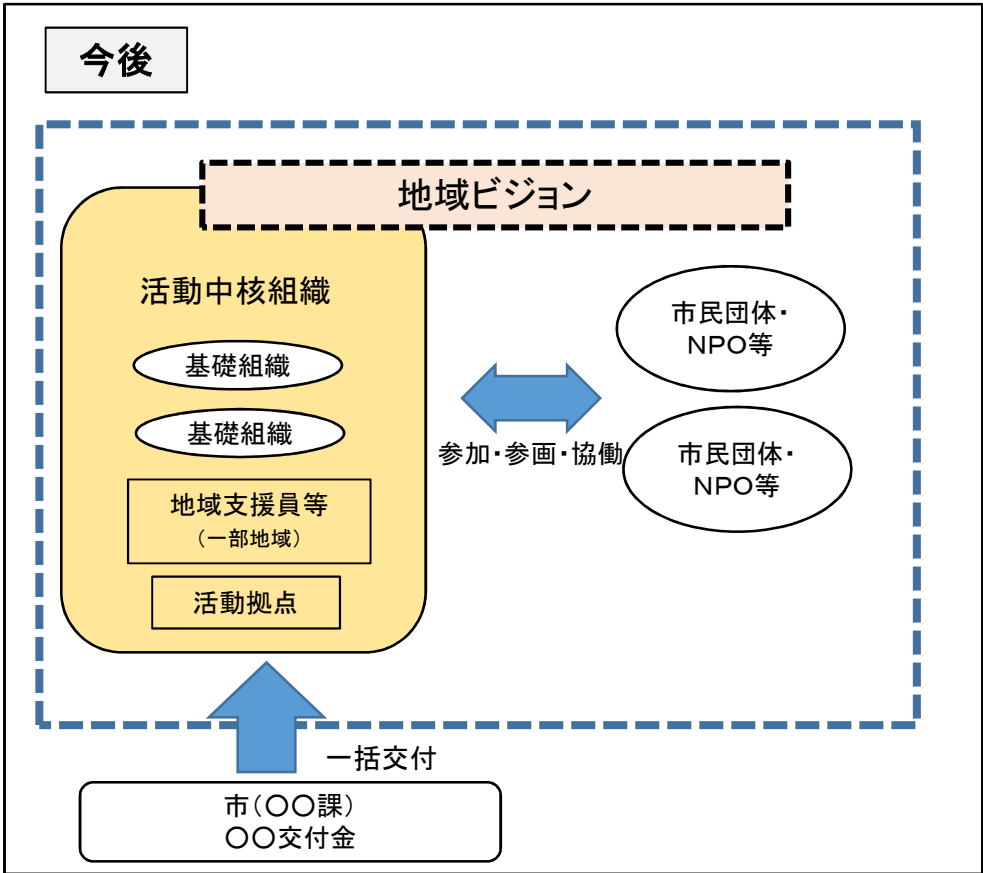 今後
地域ビジョン
活動中核組織
基礎組織
基礎組織
地域支援員等
(一部地域)
活動拠点
参加・参画・協働
市民団体・
NPO等
市民団体・
NPO等
一括交付
市(〇〇課)
〇〇交付金